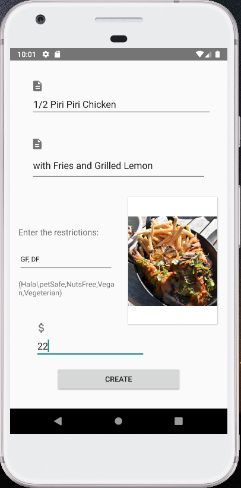 10:01
1/2 Piri Piri Chicken
with Fries and Grilled Lemon
Enter the restrictions:
GF, DF
(Halal,petSafe,NutsFree,Vega
n,Vegeterian)
$
22
CREATE